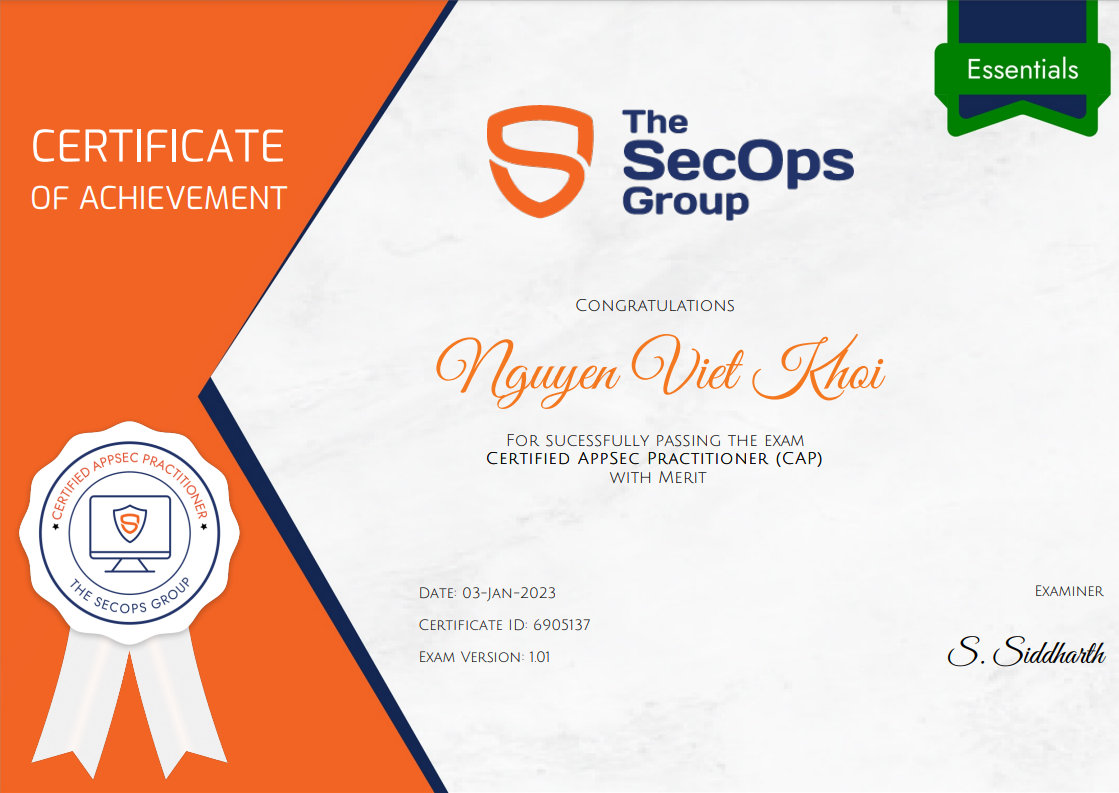 Essentials
CERTIFICATE
OF ACHIEVEMENT
The
SecOps
Group
Congratulations
Nguyen Viet Khoi
For sucessfully passing the exam
Certified AppSec Practitioner (CAP)
with Merit
CERTIFIED APPSEC PRACTITIONER
THE SECOPS GROUP
Date: 03-Jan-2023
Certificate ID: 6905137
Exam Version: 1.01
Examiner
S. Siddharth